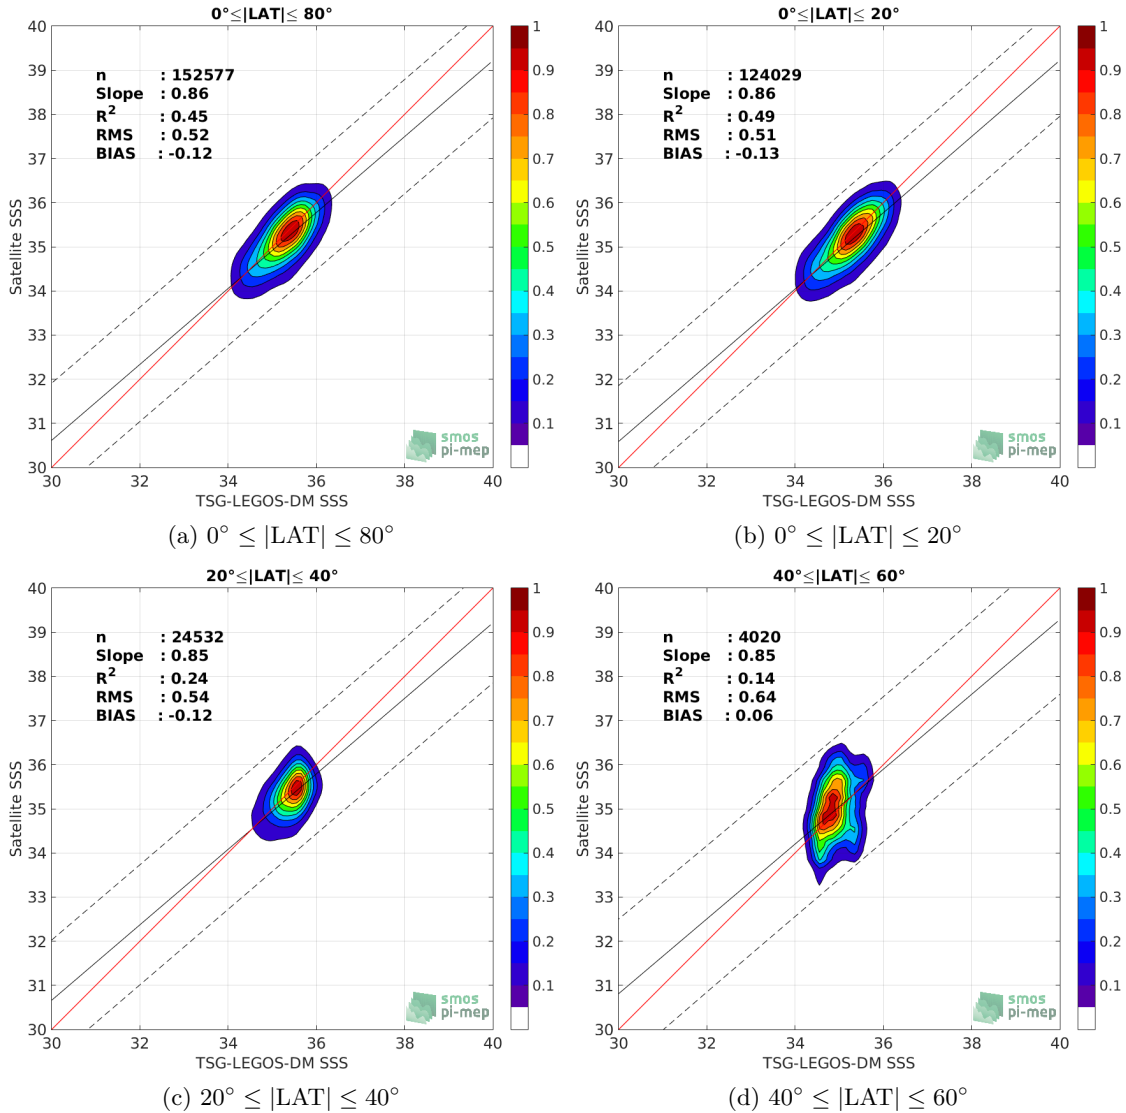 0°≤|LAT|≤ 80°
n : 152577
Slope : 0.86
R² : 0.45
RMS : 0.52
BIAS : -0.12
Satellite SSS
40
39
38
37
36
35
34
33
32
31
30
30 32 34 36 38 40
TSG-LEGOS-DM SSS
1
0.9
0.8
0.7
0.6
0.5
0.4
0.3
0.2
0.1
smos
pi-mep
(a) 0° ≤ |LAT| ≤ 80°
0°≤|LAT|≤ 20°
n : 124029
Slope : 0.86
R² : 0.49
RMS : 0.51
BIAS : -0.13
Satellite SSS
40
39
38
37
36
35
34
33
32
31
30
30 32 34 36 38 40
TSG-LEGOS-DM SSS
1
0.9
0.8
0.7
0.6
0.5
0.4
0.3
0.2
0.1
smos
pi-mep
(b) 0° ≤ |LAT| ≤ 20°
20°≤|LAT|≤ 40°
n : 24532
Slope : 0.85
R² : 0.24
RMS : 0.54
BIAS : -0.12
Satellite SSS
40
39
38
37
36
35
34
33
32
31
30
30 32 34 36 38 40
TSG-LEGOS-DM SSS
1
0.9
0.8
0.7
0.6
0.5
0.4
0.3
0.2
0.1
smos
pi-mep
(c) 20° ≤ |LAT| ≤ 40°
40°≤|LAT|≤ 60°
n : 4020
Slope : 0.85
R² : 0.14
RMS : 0.64
BIAS : 0.06
Satellite SSS
40
39
38
37
36
35
34
33
32
31
30
30 32 34 36 38 40
TSG-LEGOS-DM SSS
1
0.9
0.8
0.7
0.6
0.5
0.4
0.3
0.2
0.1
smos
pi-mep
(d) 40° ≤ |LAT| ≤ 60°